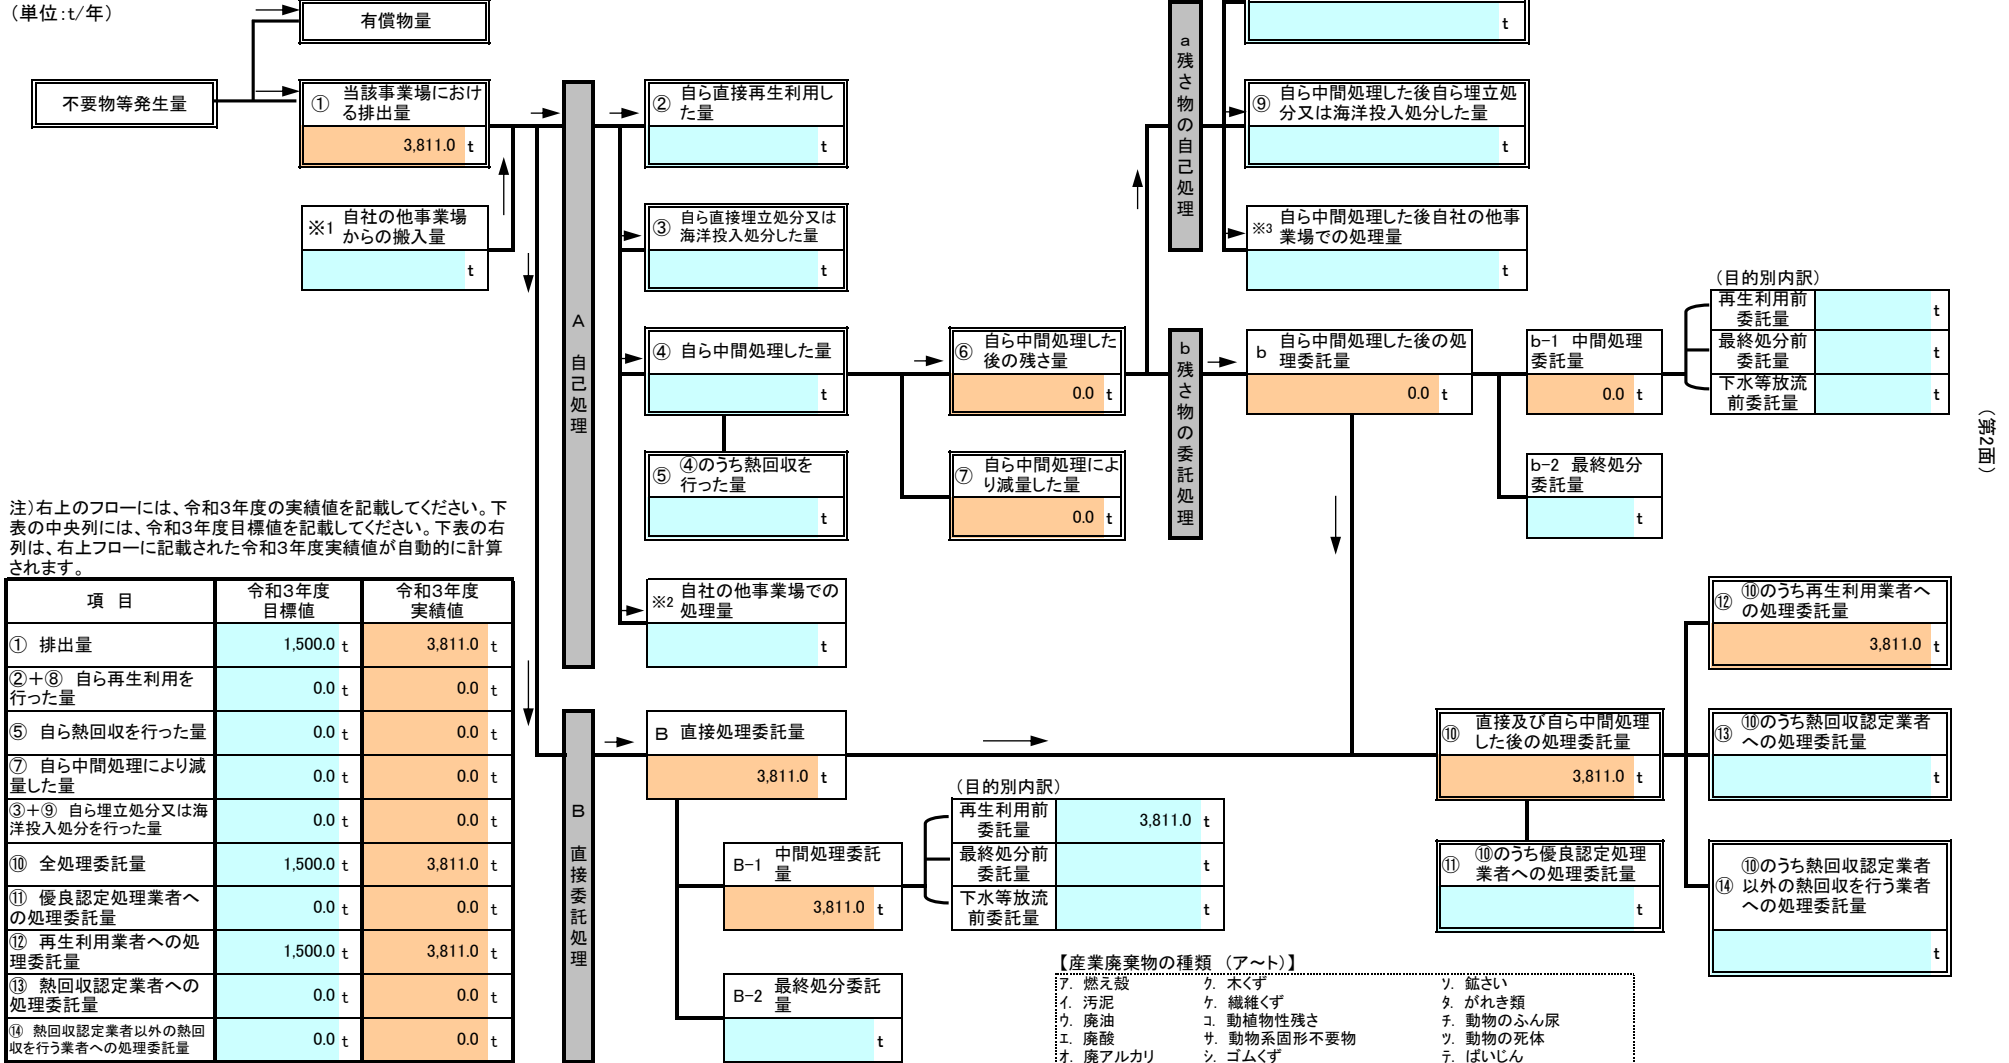 （単位：t/年）
有償物量
不要物等発生量
① 当該事業場におけ
る排出量
3,811.0 t
※1 自社の他事業場
からの搬入量
t
A 自己処理
② 自ら直接再生利用し
た量
t
③ 自ら直接埋立処分又は
海洋投入処分した量
t
④ 自ら中間処理した量
t
⑤ ④のうち熱回収を
行った量
t
※2 自社の他事業場での
処理量
t
⑥ 自ら中間処理した
後の残さ量
0.0 t
⑦ 自ら中間処理によ
り減量した量
0.0 t
a 残さ物の自己処理
t
⑨ 自ら中間処理した後自ら埋立処
分又は海洋投入処分した量
t
※3 自ら中間処理した後自社の他事
業場での処理量
t
b 残さ物の委託処理
b 自ら中間処理した後の処
理委託量
0.0 t
b-1 中間処理
委託量
0.0 t
b-2 最終処分
委託量
t
（目的別内訳）
再生利用前
委託量
t
最終処分前
委託量
t
下水等放流
前委託量
t
（第2面）
注）右上のフローには、令和3年度の実績値を記載してください。下
表の中央列には、令和3年度目標値を記載してください。下表の右
列は、右上フローに記載された令和3年度実績値が自動的に計算
されます。
項 目 令和3年度 目標値 令和3年度 実績値
① 排出量 1,500.0 t 3,811.0 t
②＋⑧ 自ら再生利用を
行った量 0.0 t 0.0 t
⑤ 自ら熱回収を行った量 0.0 t 0.0 t
⑦ 自ら中間処理により減
量した量 0.0 t 0.0 t
③＋⑨ 自ら埋立処分又は海
洋投入処分を行った量 0.0 t 0.0 t
⑩ 全処理委託量 1,500.0 t 3,811.0 t
⑪ 優良認定処理業者へ
の処理委託量 0.0 t 0.0 t
⑫ 再生利用業者への処
理委託量 1,500.0 t 3,811.0 t
⑬ 熱回収認定業者への
処理委託量 0.0 t 0.0 t
⑭ 熱回収認定業者以外の熱回
収を行う業者への処理委託量 0.0 t 0.0 t
B 直接委託処理
B 直接処理委託量
3,811.0 t
B-1 中間処理委託
量
3,811.0 t
B-2 最終処分委託
量
t
（目的別内訳）
再生利用前
委託量
3,811.0 t
最終処分前
委託量
t
下水等放流
前委託量
t
⑩ 直接及び自ら中間処理
した後の処理委託量
3,811.0 t
⑪ ⑩のうち優良認定処理
業者への処理委託量
t
⑫ ⑩のうち再生利用業者へ
の処理委託量
3,811.0 t
⑬ ⑩のうち熱回収認定業者
への処理委託量
t
⑭ ⑩のうち熱回収認定業者
以外の熱回収を行う業者
への処理委託量
t
【産業廃棄物の種類 （ア～ト）】
ア. 燃え殻 ク. 木くず ソ. 鉱さい
イ. 汚泥 ケ. 繊維くず タ. がれき類
ウ. 廃油 コ. 動植物性残さ チ. 動物のふん尿
エ. 廃酸 サ. 動物系固形不要物 ツ. 動物の死体
オ. 廃アルカリ シ. ゴムくず テ. ばいじん